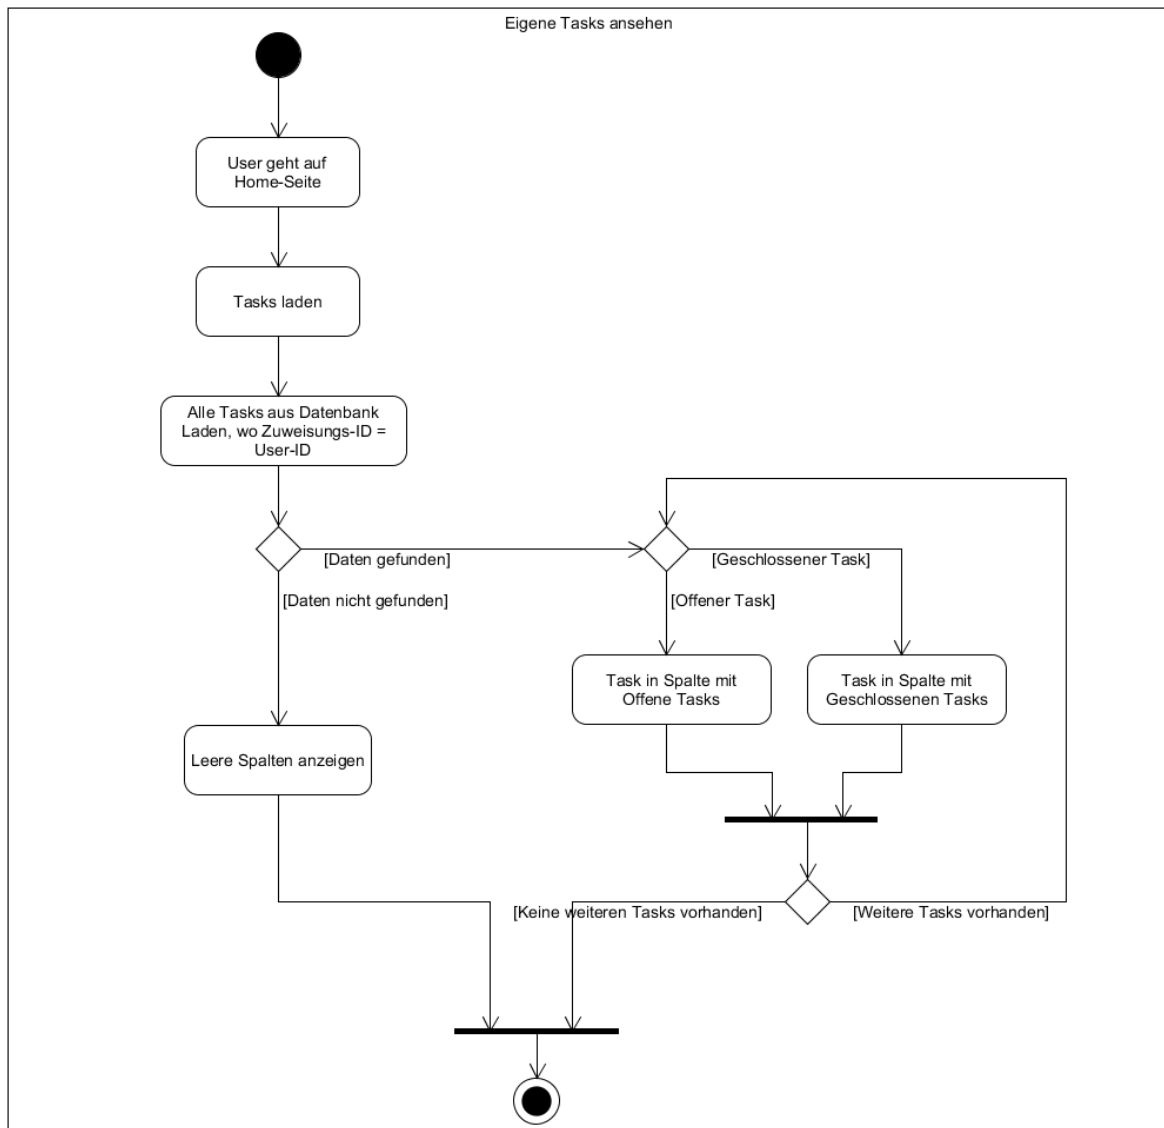 Eigene Tasks ansehen
User geht auf
Home-Seite
Tasks laden
Alle Tasks aus Datenbank
Laden, wo Zuweisungs-ID =
User-ID
[Daten gefunden]
[Geschlossener Task]
[Daten nicht gefunden]
[Offener Task]
Task in Spalte mit
Offene Tasks
Task in Spalte mit
Geschlossenen Tasks
Leere Spalten anzeigen
[Keine weiteren Tasks vorhanden]
[Weitere Tasks vorhanden]